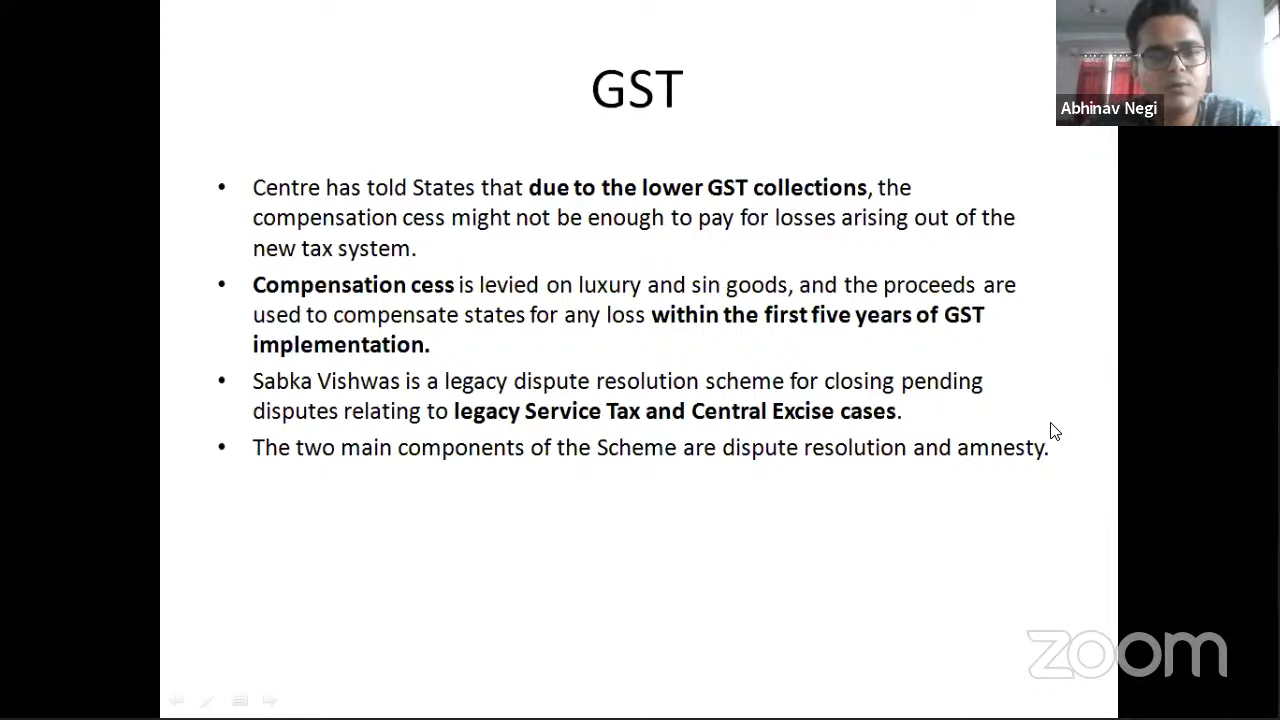 GST
Abhinav Negi
• Centre has told States that due to the lower GST collections, the
compensation cess might not be enough to pay for losses arising out of the
new tax system.
• Compensation cess is levied on luxury and sin goods, and the proceeds are
used to compensate states for any loss within the first five years of GST
implementation.
• Sabka Vishwas is a legacy dispute resolution scheme for closing pending
disputes relating to legacy Service Tax and Central Excise cases.
• The two main components of the Scheme are dispute resolution and amnesty.
zoom